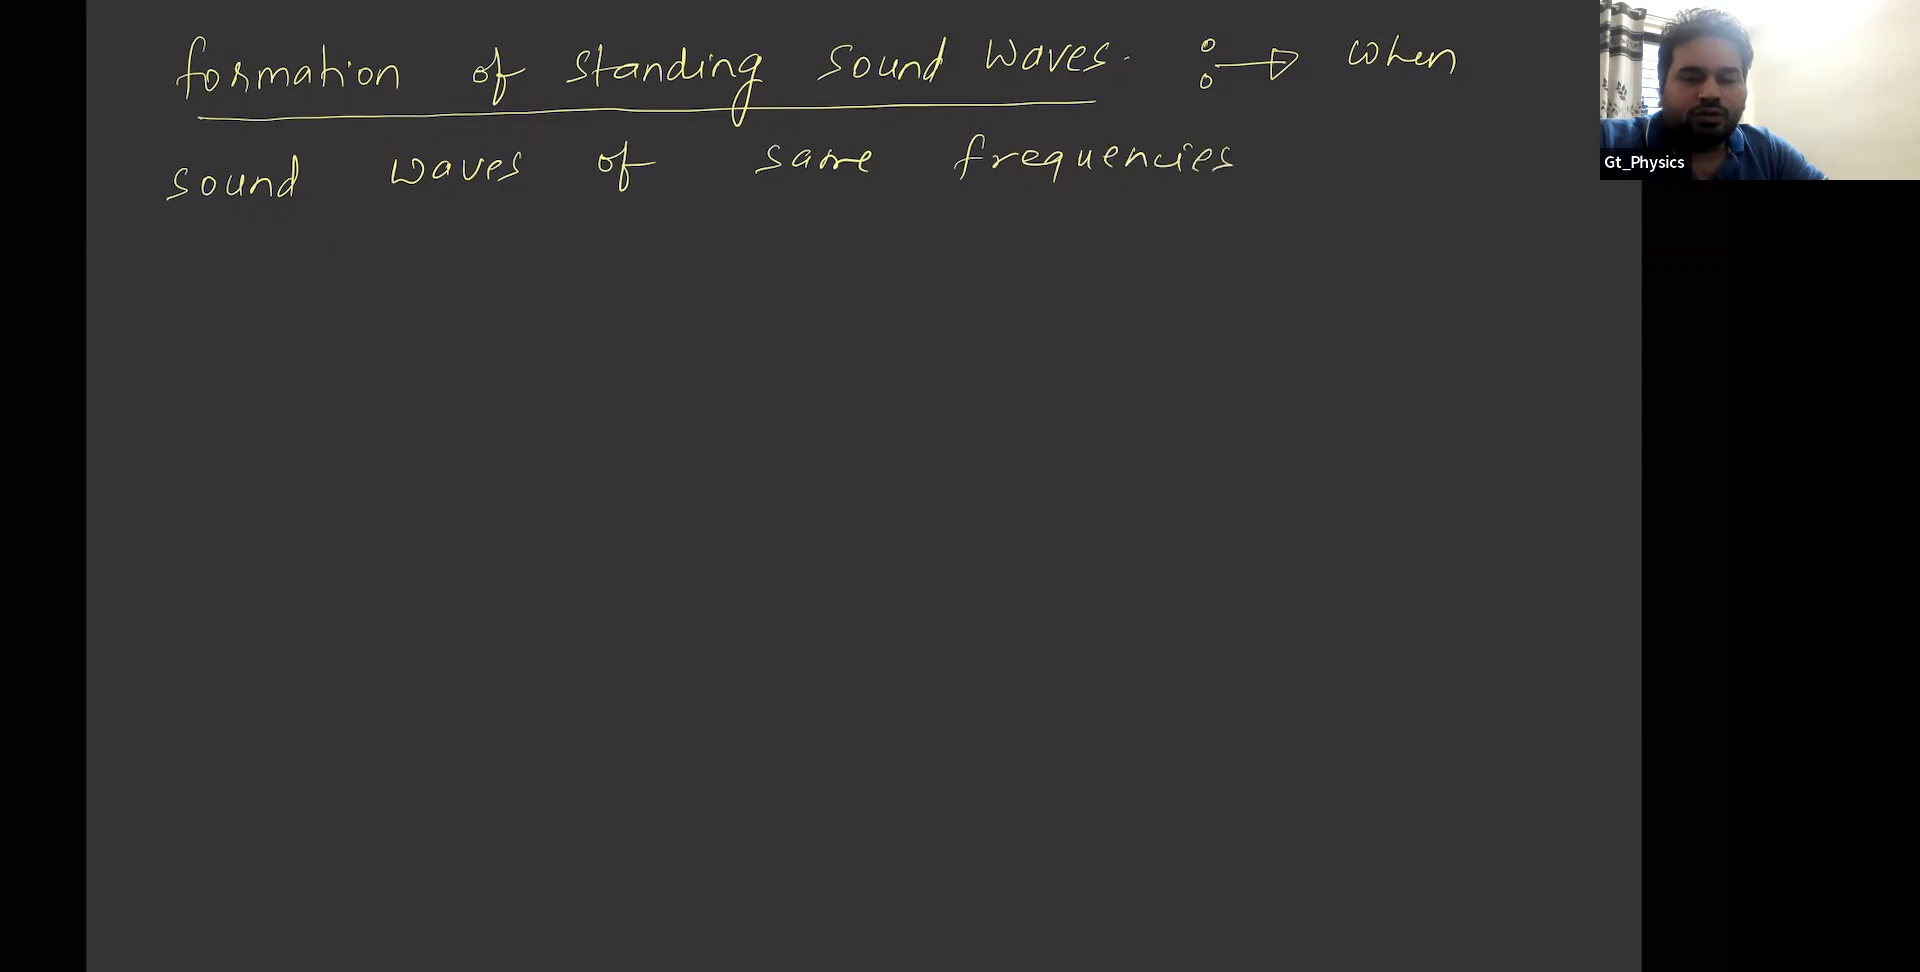 formation of standing sound waves. :→ when
sound waves of same frequencies
Gt_Physics